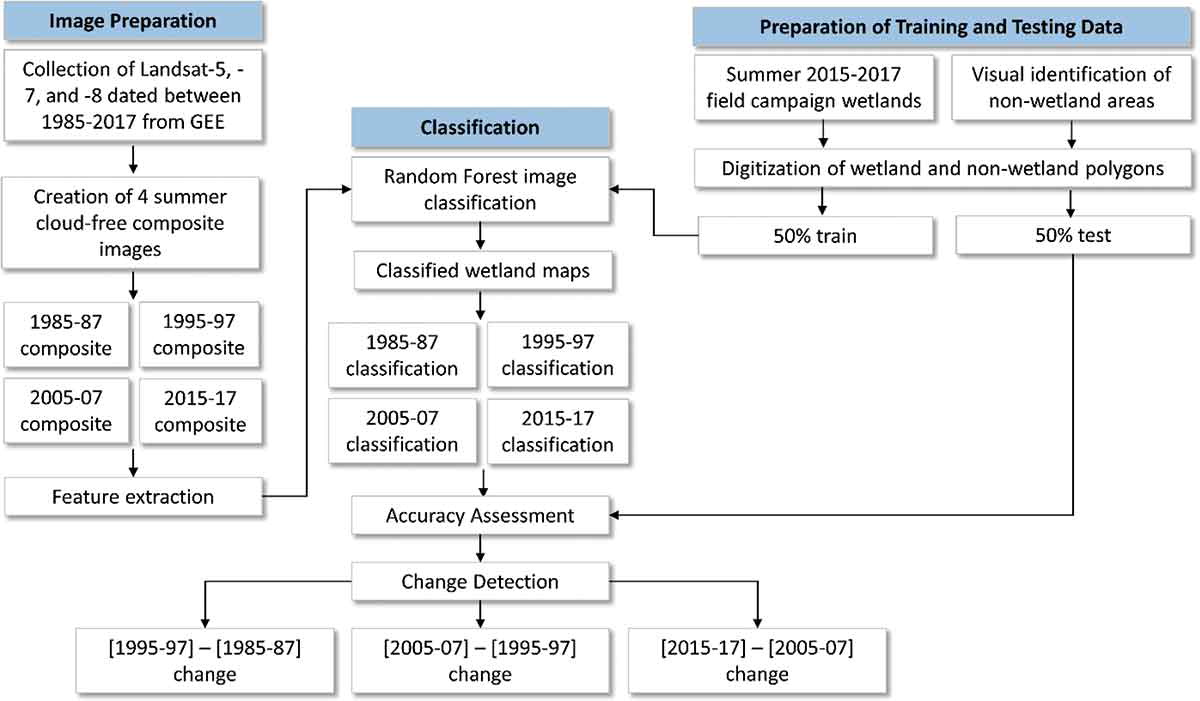 Image Preparation
Collection of Landsat-5, -
7, and -8 dated between
1985-2017 from GEE
Creation of 4 summer
cloud-free composite
images
1985-87
composite
1995-97
composite
2005-07
composite
2015-17
composite
Feature extraction
Classification
Random Forest image
classification
Classified wetland maps
1985-87
classification
1995-97
classification
2005-07
classification
2015-17
classification
Accuracy Assessment
Change Detection
[1995-97] – [1985-87]
change
[2005-07] – [1995-97]
change
[2015-17] – [2005-07]
change
Preparation of Training and Testing Data
Summer 2015-2017
field campaign wetlands
Visual identification of
non-wetland areas
Digitization of wetland and non-wetland polygons
50% train
50% test